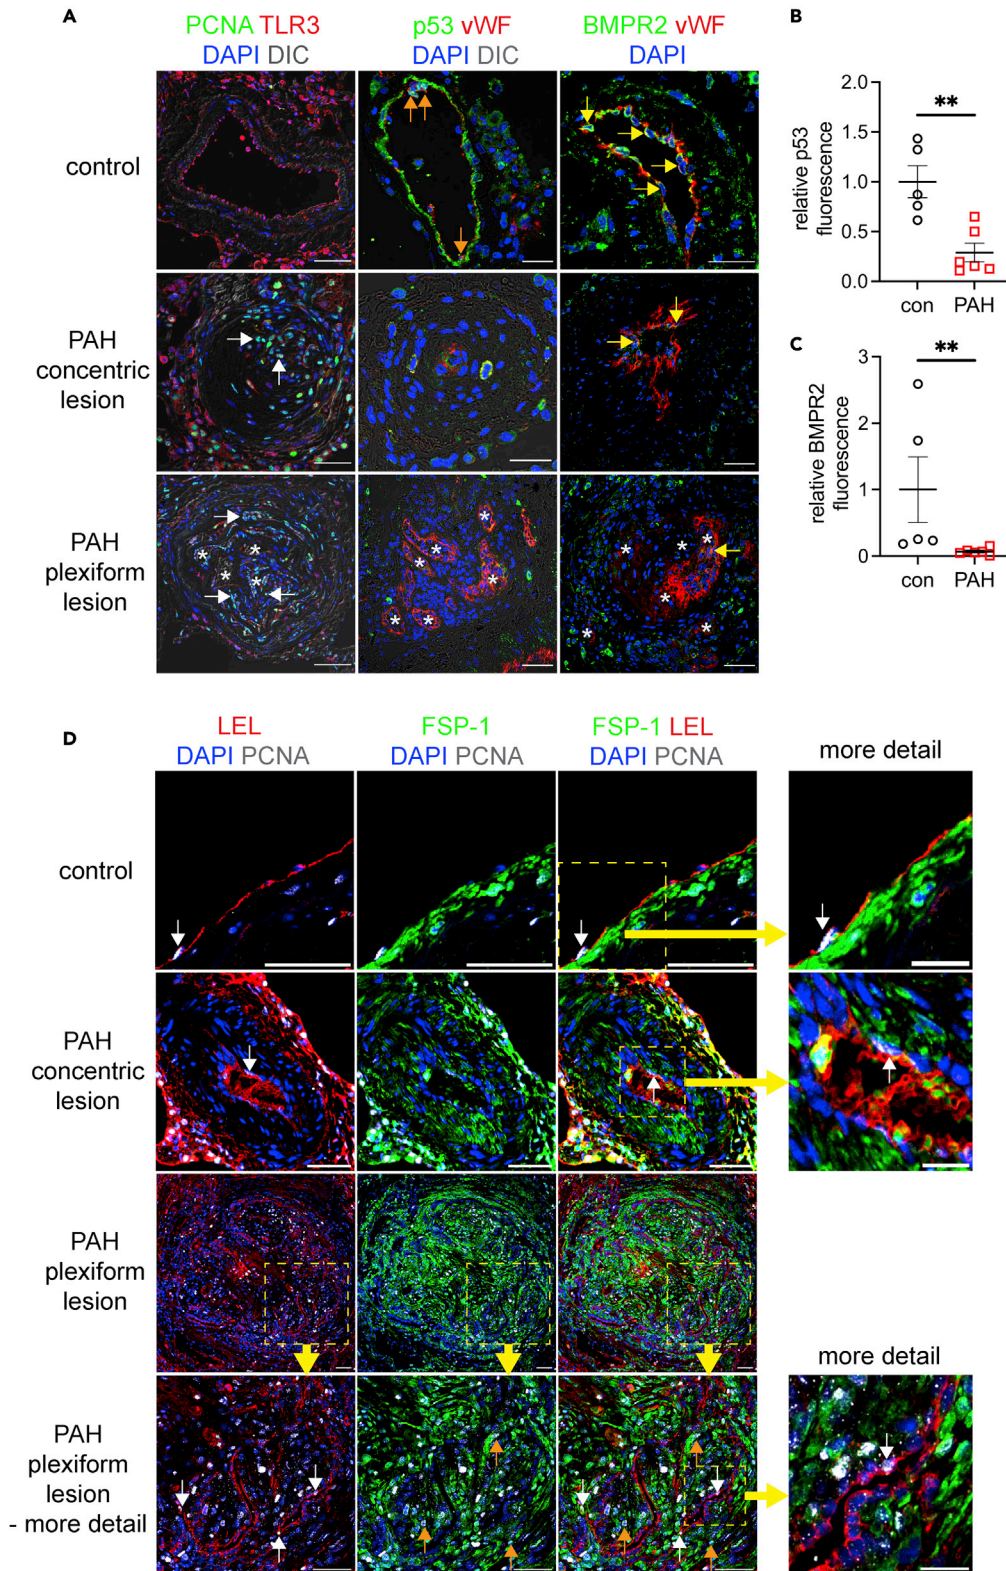 A
PCNA TLR3
DAPI DIC
p53 vWF
DAPI DIC
BMPR2 vWF
DAPI
control
PAH
concentric
lesion
PAH
plexiform
lesion
* * * *
* * * * *
* * * * *
B
relative p53
fluorescence
2.0
1.5
1.0
0.5
0.0
**
con
PAH
C
relative BMPR2
fluorescence
3
2
1
0
**
con
PAH
D
LEL
DAPI PCNA
FSP-1
DAPI PCNA
FSP-1 LEL
DAPI PCNA
more detail
control
PAH
concentric
lesion
PAH
plexiform
lesion
more detail
PAH
plexiform
lesion
- more detail